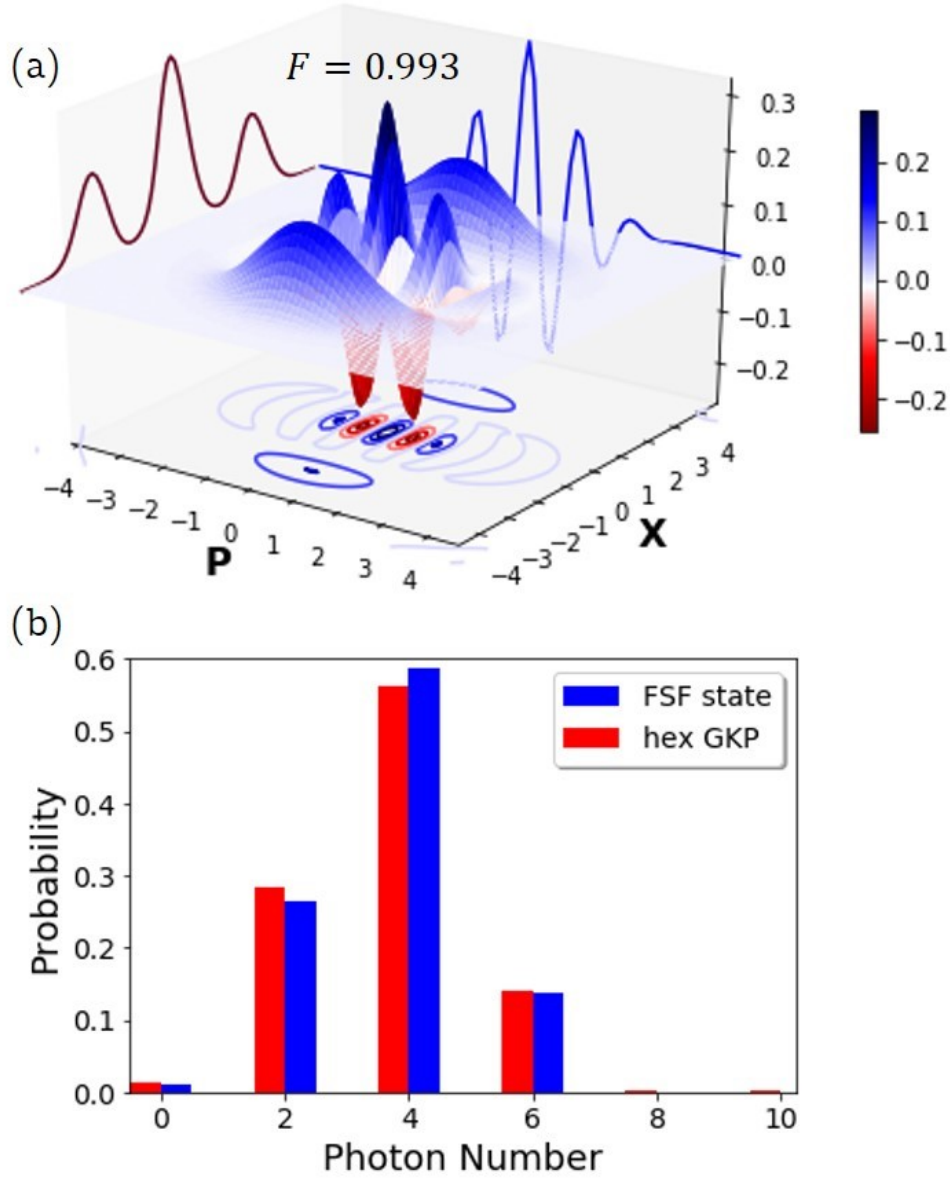 (a)
F = 0.993
0.3
0.2
0.1
0.0
−0.1
−0.2
0.2
0.1
0.0
−0.1
−0.2
−4 −3 −2 −1 0 1 2 3 4
P
−4 −3 −2 −1 0 1 2 3 4
X
(b)
0.6
0.5
0.4
0.3
0.2
0.1
0.0
Probability
FSF state
hex GKP
0 2 4 6 8 10
Photon Number